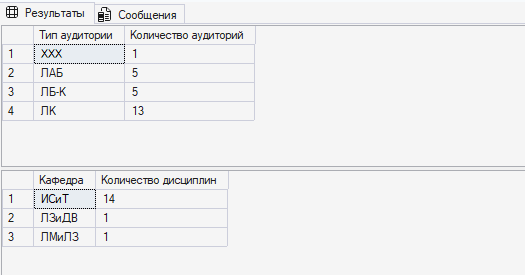 Результаты Сообщения
Тип аудитории Количество аудиторий
1 XXX 1
2 ЛАБ 5
3 ЛБ-К 5
4 ЛК 13
Кафедра Количество дисциплин
1 ИСиТ 14
2 ЛЗиДВ 1
3 ЛМиЛЗ 1